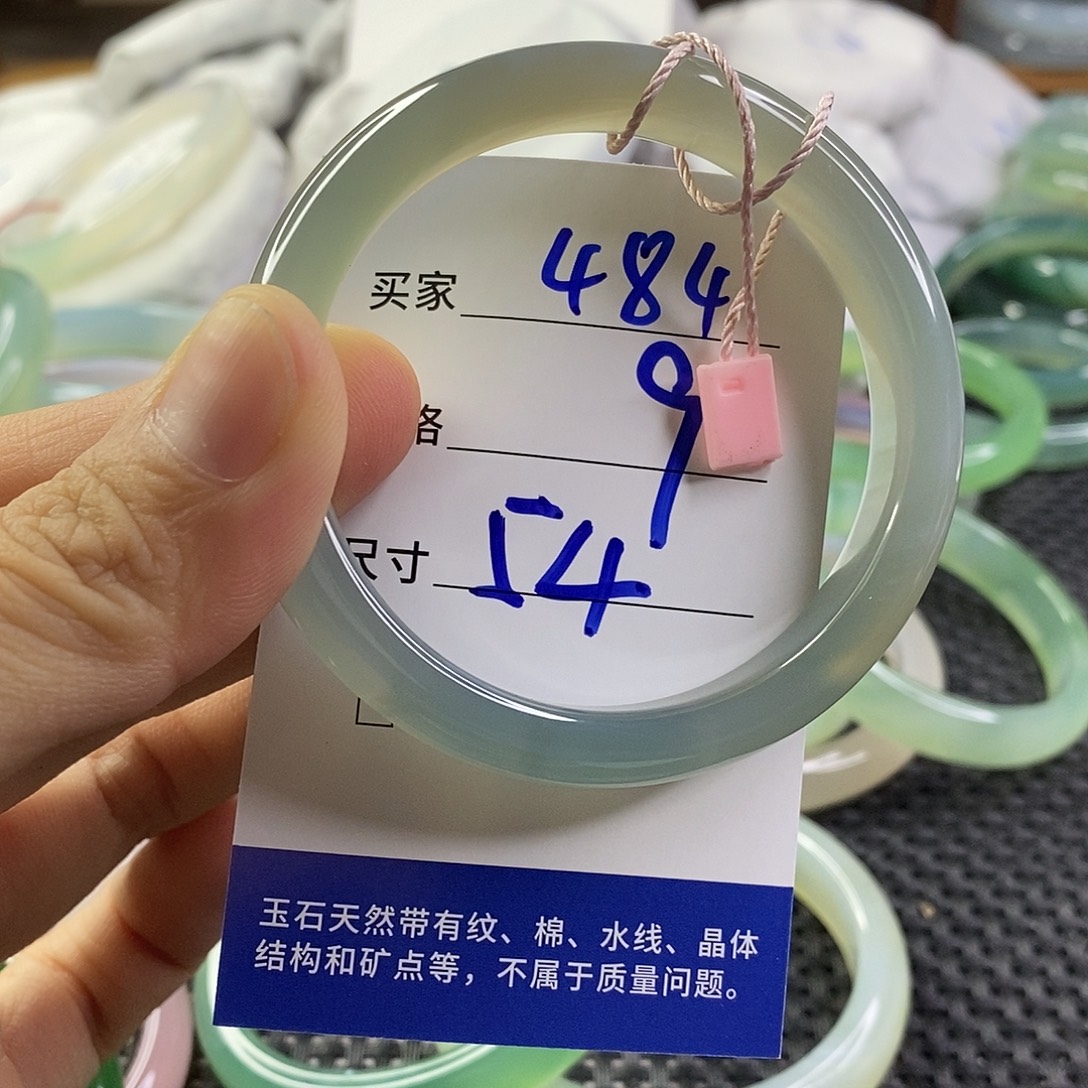 买家 484
格 9
尺寸 54
玉石天然带有纹、棉、水线、晶体
结构和矿点等，不属于质量问题。